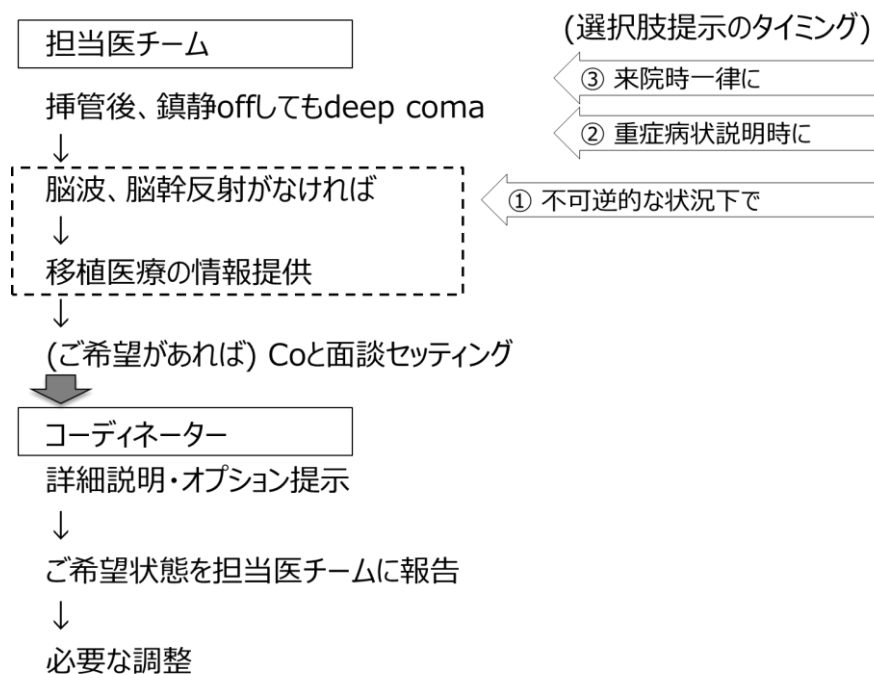 担当医チーム
挿管後、鎮静offしてもdeep coma
↓
脳波、脳幹反射がなければ
↓
移植医療の情報提供
↓
(ご希望があれば) Coと面談セッティング
コーディネーター
詳細説明・オプション提示
↓
ご希望状態を担当医チームに報告
↓
必要な調整
(選択肢提示のタイミング)
③ 来院時一律に
② 重症病状説明時に
① 不可逆的な状況下で